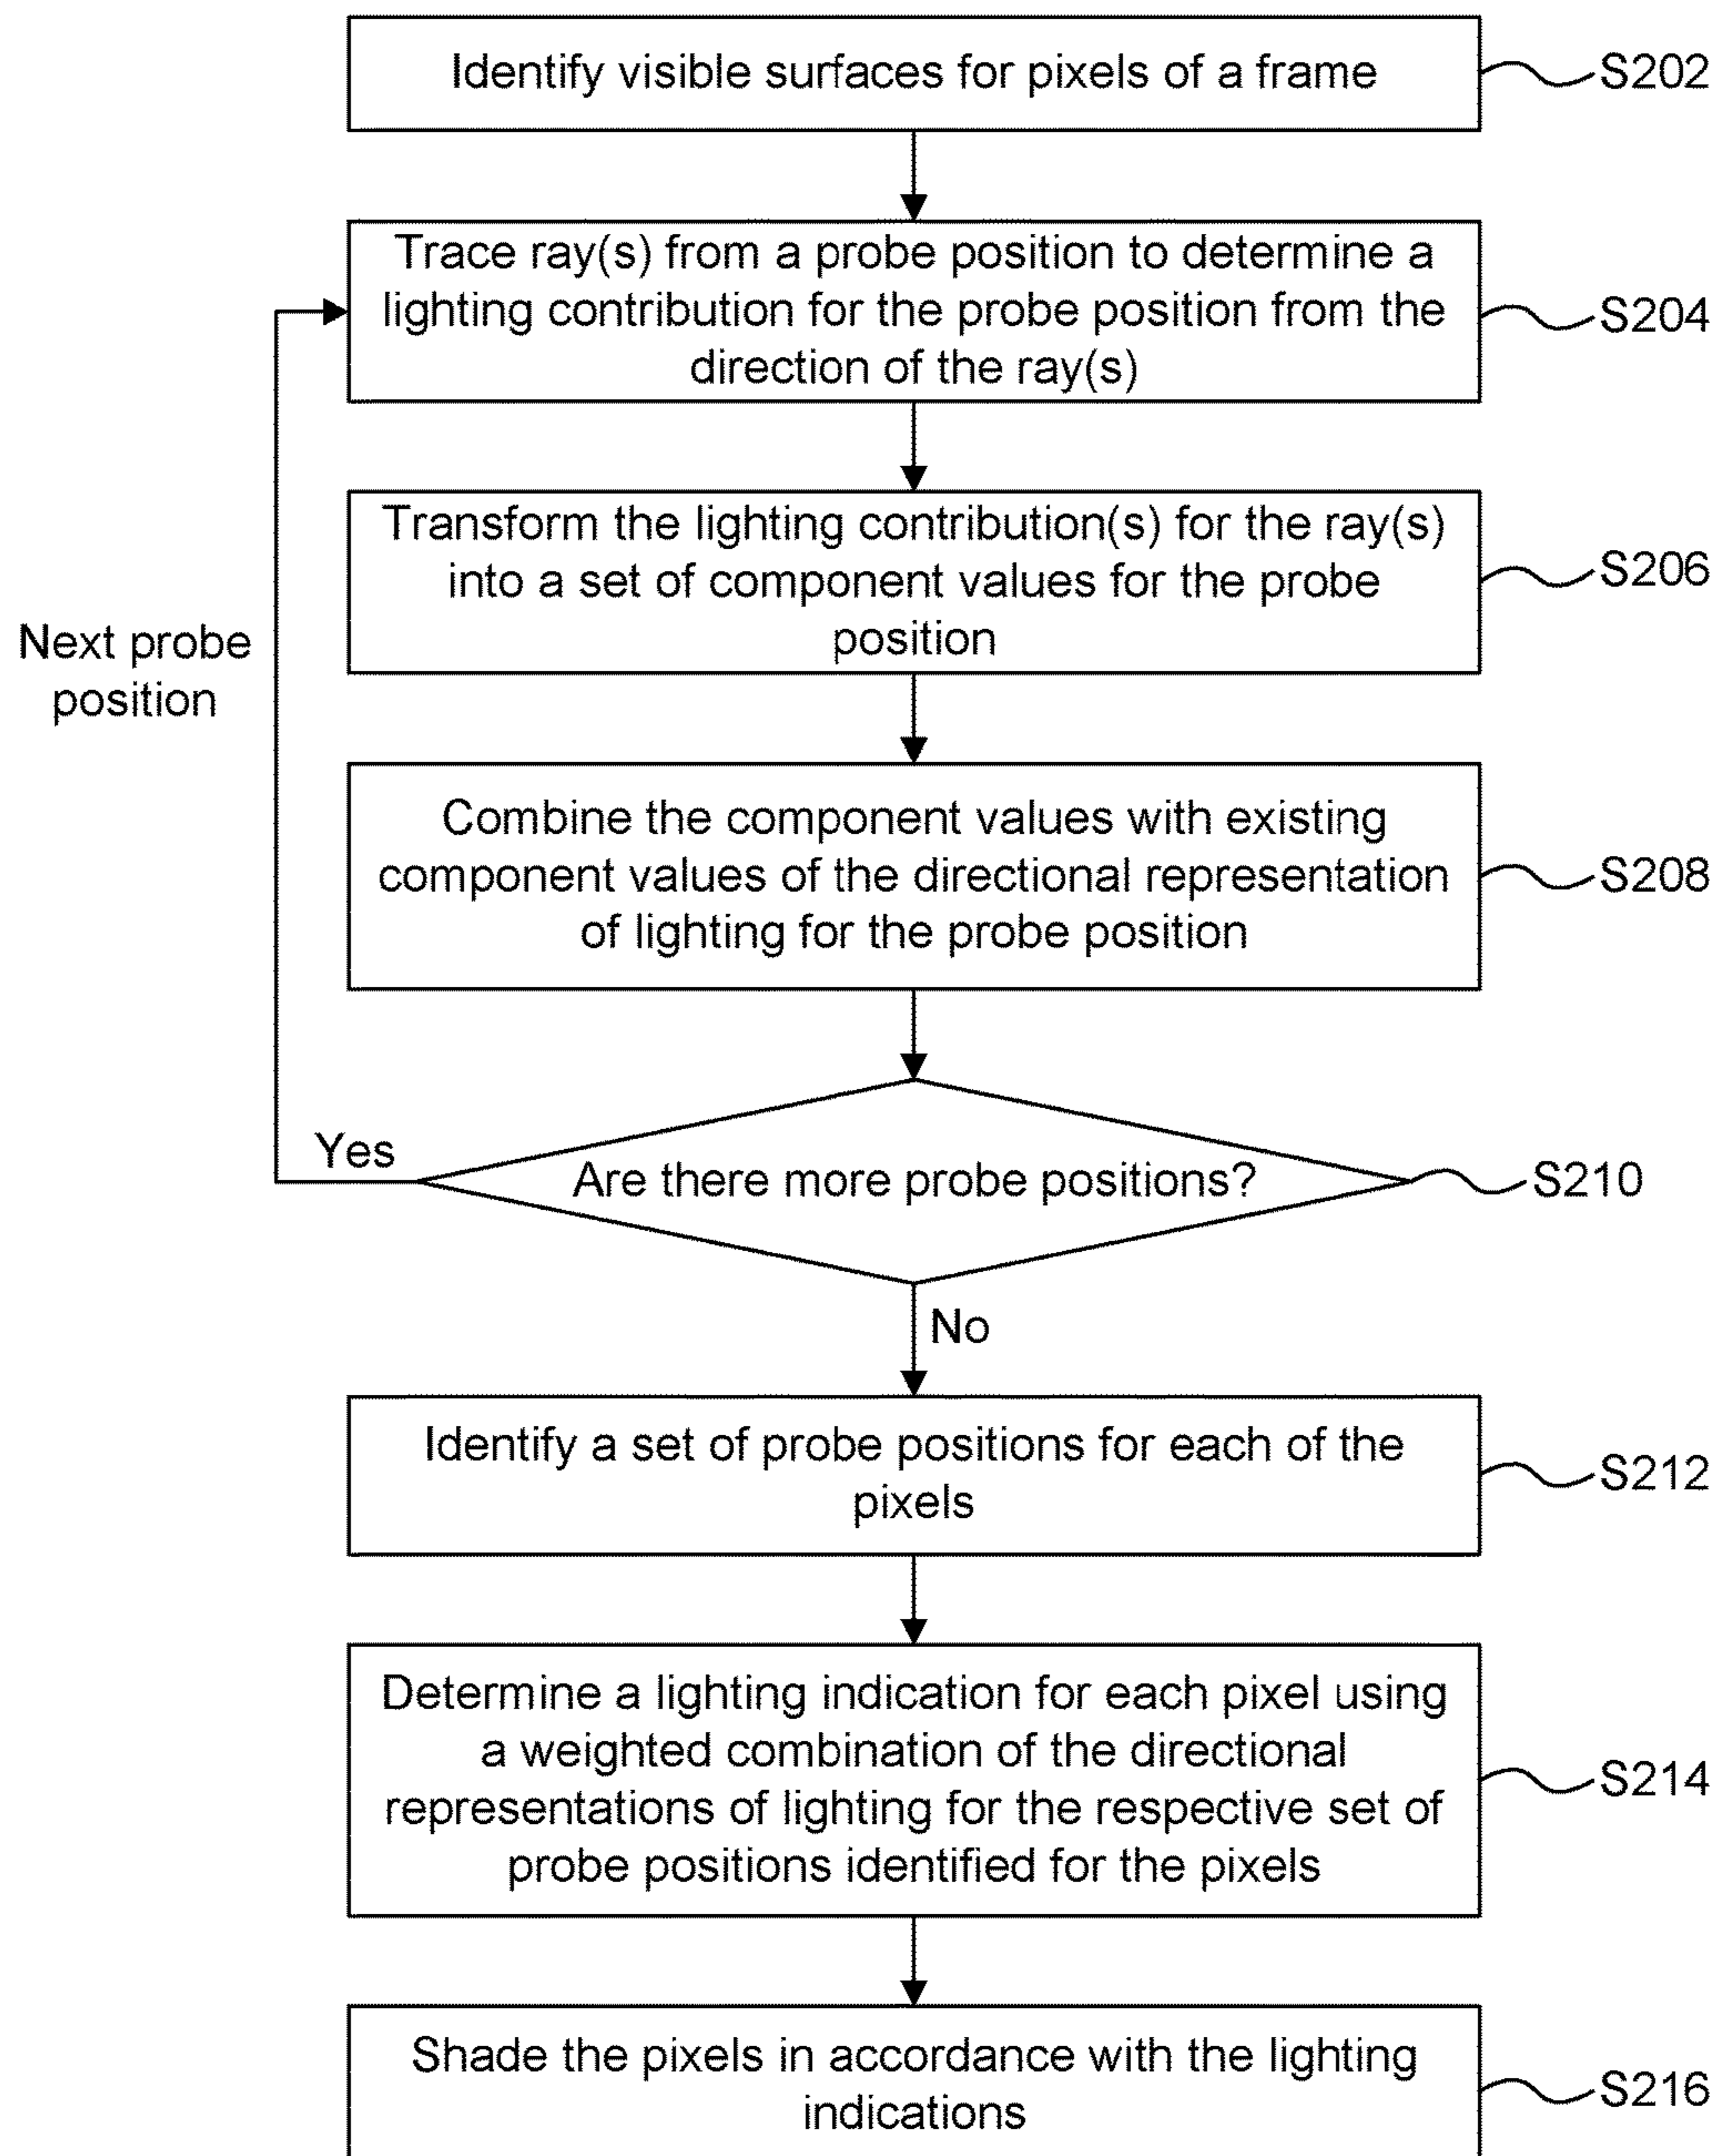 Identify visible surfaces for pixels of a frame
S202
Trace ray(s) from a probe position to determine a
lighting contribution for the probe position from the
direction of the ray(s)
S204
Transform the lighting contribution(s) for the ray(s)
into a set of component values for the probe
position
S206
Next probe
position
Combine the component values with existing
component values of the directional representation
of lighting for the probe position
S208
Yes
Are there more probe positions?
S210
No
Identify a set of probe positions for each of the
pixels
S212
Determine a lighting indication for each pixel using
a weighted combination of the directional
representations of lighting for the respective set of
probe positions identified for the pixels
S214
Shade the pixels in accordance with the lighting
indications
S216